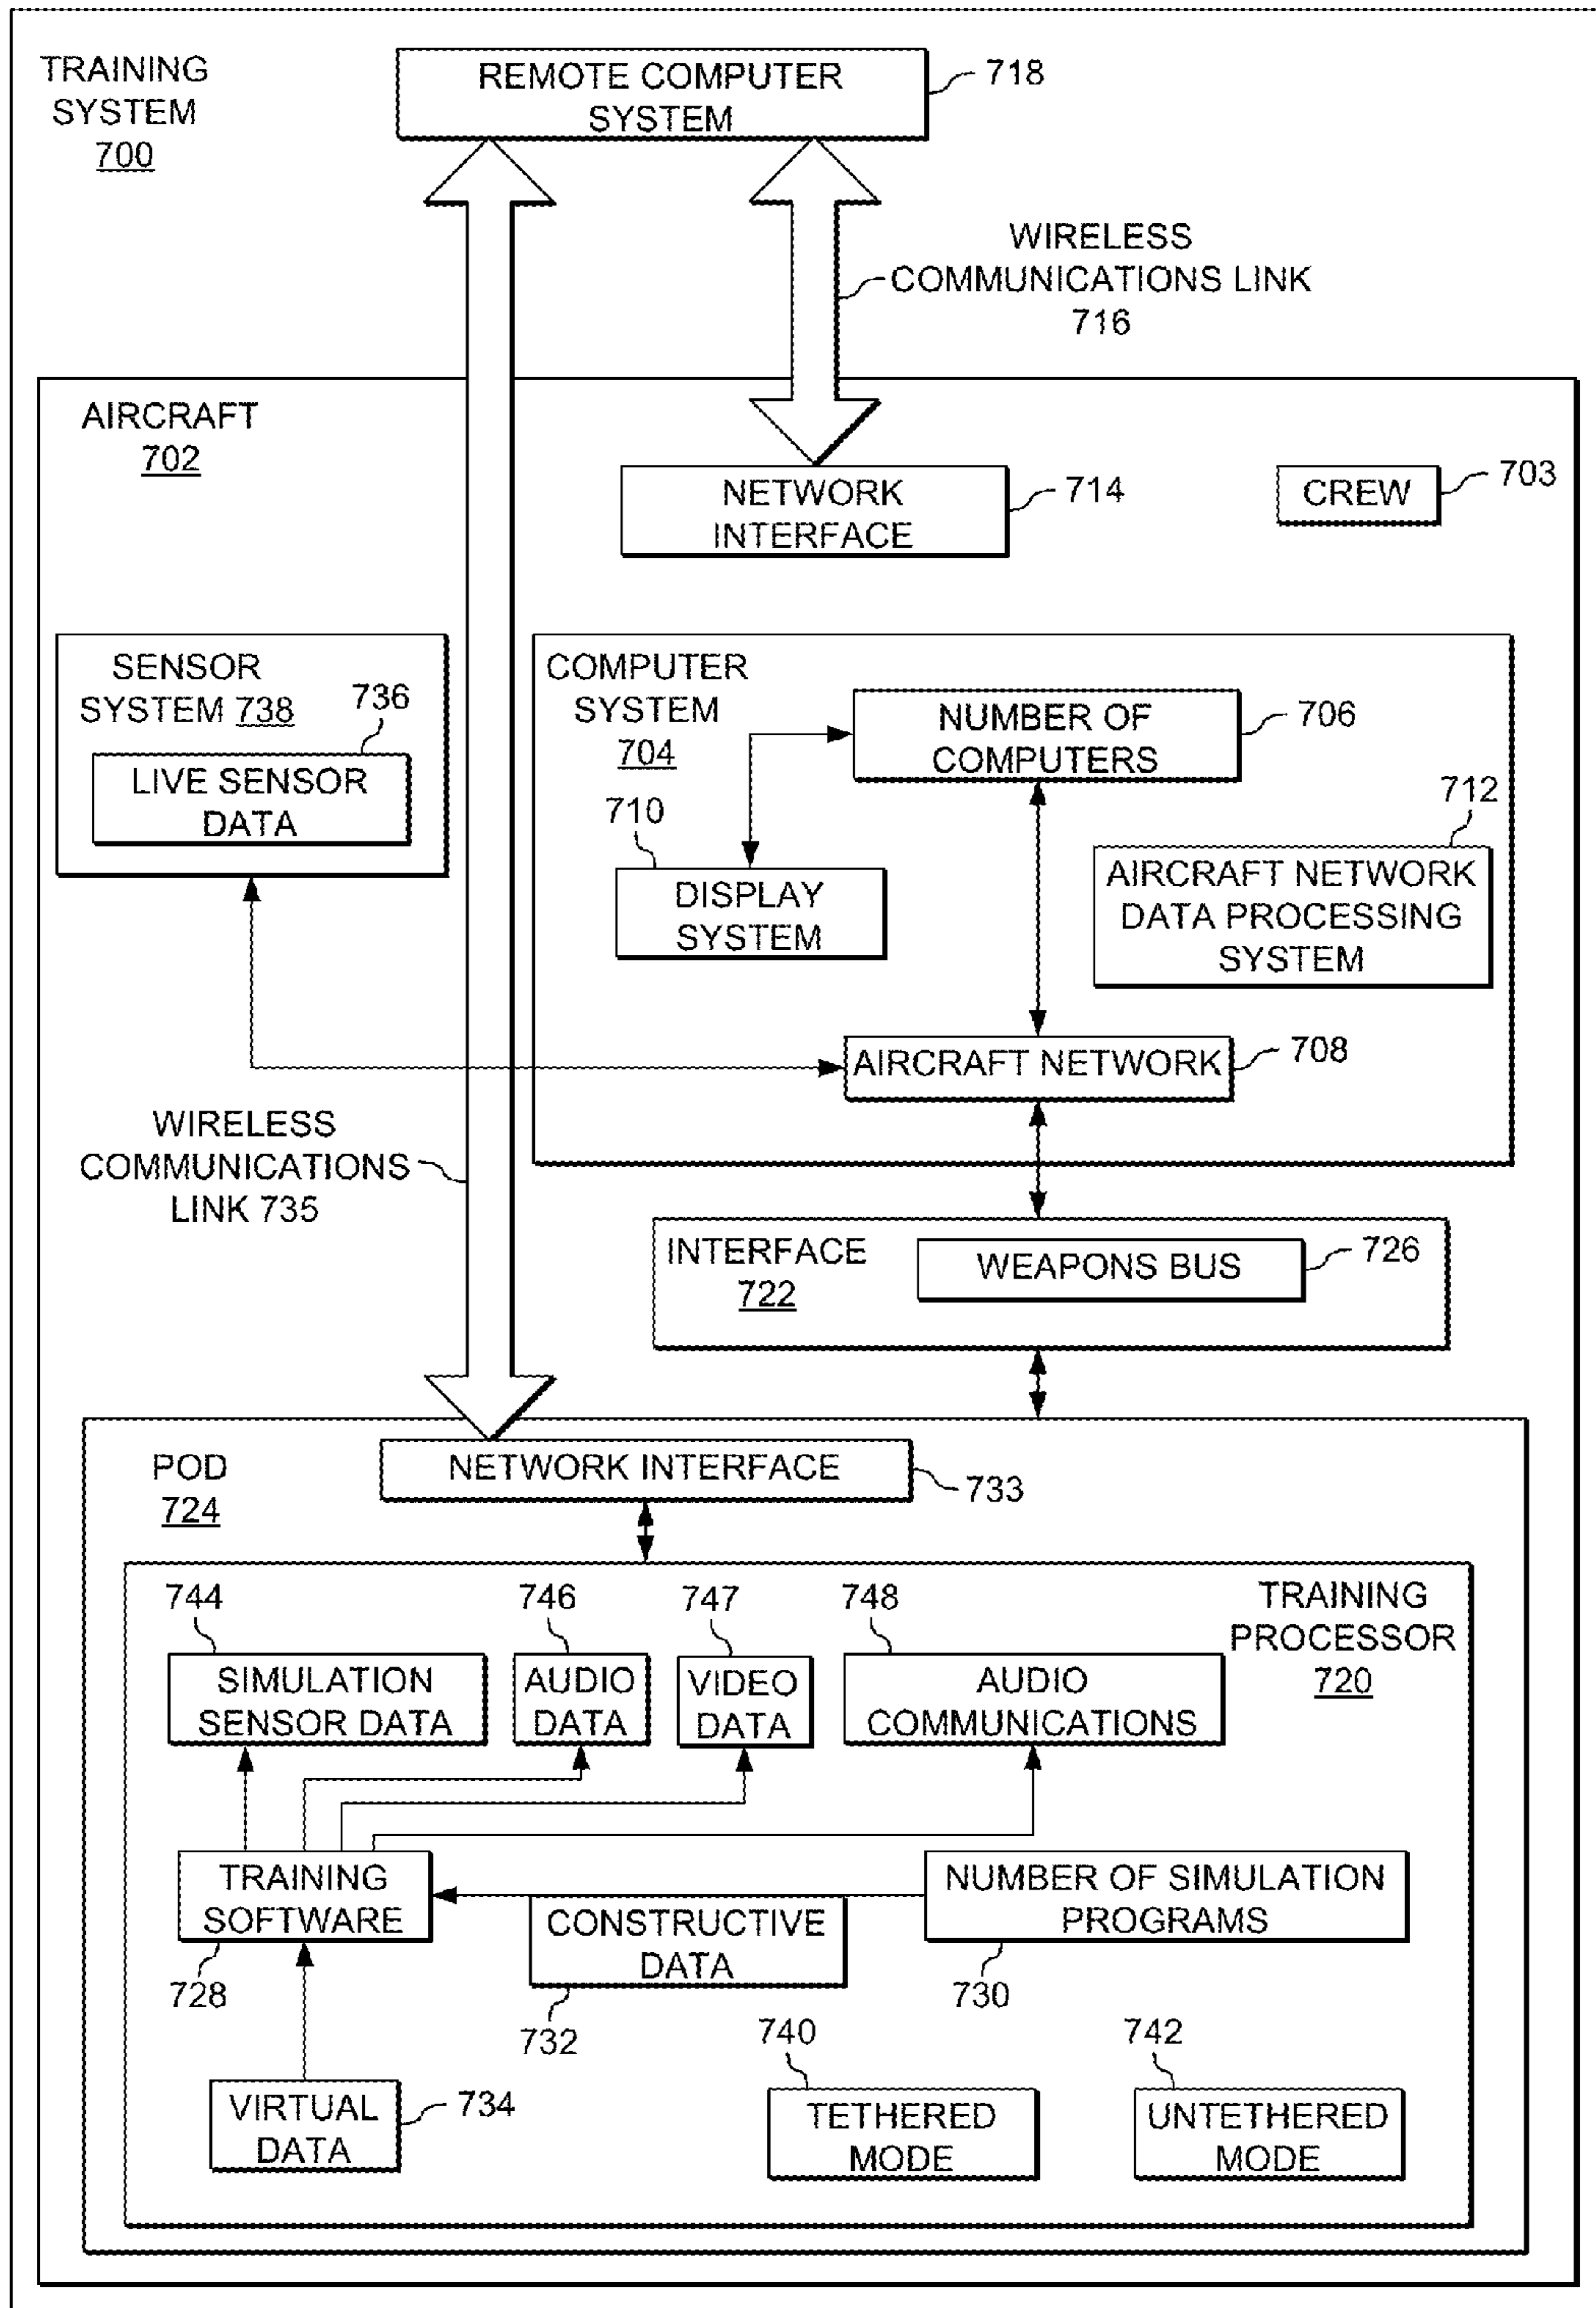 TRAINING
SYSTEM
700
REMOTE COMPUTER
SYSTEM
718
WIRELESS
COMMUNICATIONS LINK
716
AIRCRAFT
702
NETWORK
INTERFACE
714
CREW
703
SENSOR
SYSTEM 738
736
LIVE SENSOR
DATA
COMPUTER
SYSTEM
704
NUMBER OF
COMPUTERS
706
710
DISPLAY
SYSTEM
712
AIRCRAFT NETWORK
DATA PROCESSING
SYSTEM
AIRCRAFT NETWORK
708
WIRELESS
COMMUNICATIONS
LINK 735
INTERFACE
722
WEAPONS BUS
726
POD
724
NETWORK INTERFACE
733
TRAINING
PROCESSOR
720
744
SIMULATION
SENSOR DATA
746
AUDIO
DATA
747
VIDEO
DATA
748
AUDIO
COMMUNICATIONS
TRAINING
SOFTWARE
728
CONSTRUCTIVE
DATA
732
NUMBER OF SIMULATION
PROGRAMS
730
VIRTUAL
DATA
734
740
TETHERED
MODE
742
UNTETHERED
MODE